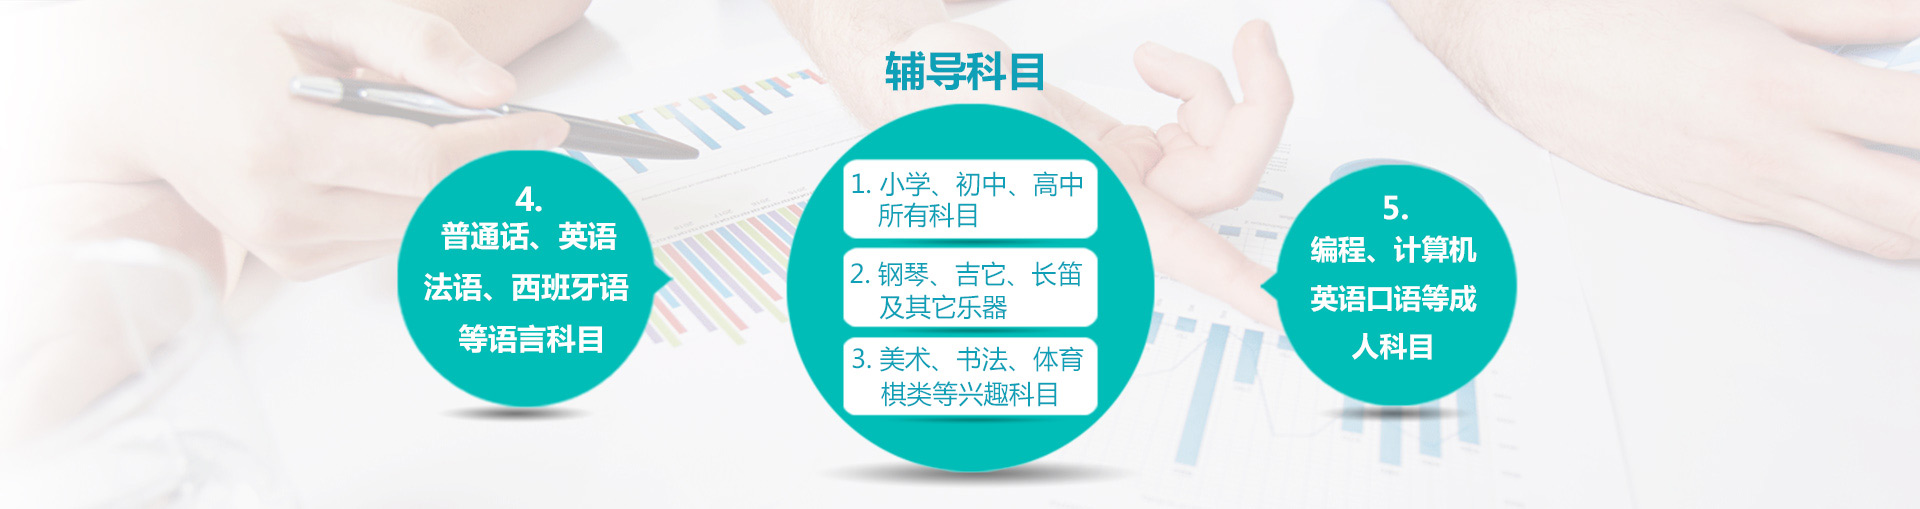 辅导科目
1. 小学、初中、高中
所有科目
2. 钢琴、吉它、长笛
及其它乐器
3. 美术、书法、体育
棋类等兴趣科目
4.
普通话、英语
法语、西班牙语
等语言科目
5.
编程、计算机
英语口语等成
人科目